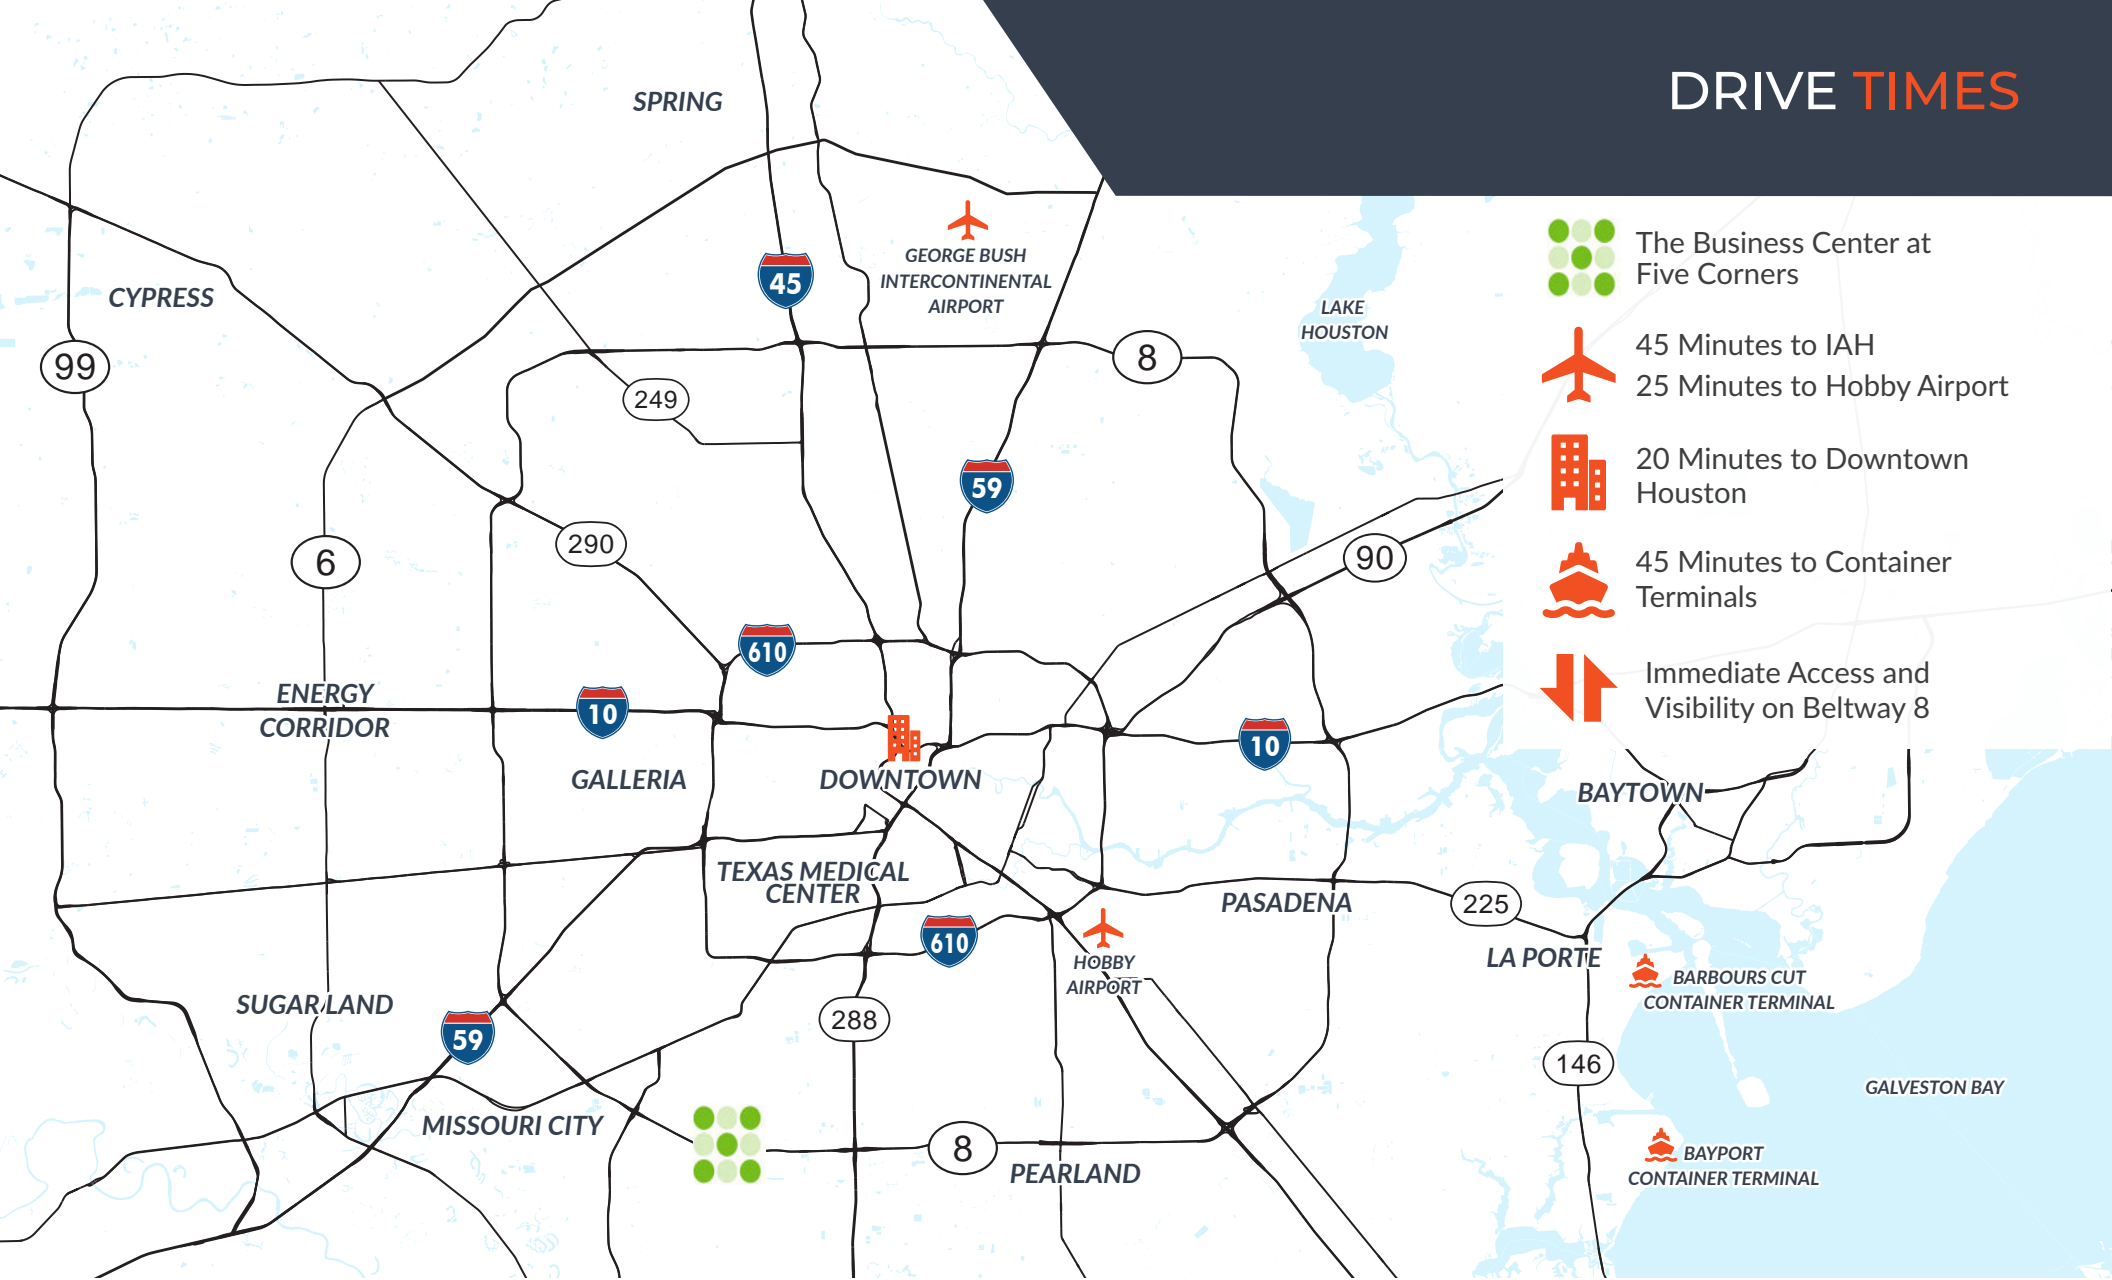 DRIVE TIMES
SPRING
GEORGE BUSH
INTERCONTINENTAL
AIRPORT
45
CYPRESS
LAKE
HOUSTON
99
8
249
59
290
90
6
610
ENERGY
CORRIDOR
10
10
GALLERIA
DOWNTOWN
BAYTOWN
TEXAS MEDICAL
CENTER
PASADENA
225
610
HOBBY
AIRPORT
LA PORTE
BARBOURS CUT
CONTAINER TERMINAL
SUGAR LAND
59
288
146
GALVESTON BAY
MISSOURI CITY
8
PEARLAND
BAYPORT
CONTAINER TERMINAL
The Business Center at
Five Corners
45 Minutes to IAH
25 Minutes to Hobby Airport
20 Minutes to Downtown
Houston
45 Minutes to Container
Terminals
Immediate Access and
Visibility on Beltway 8